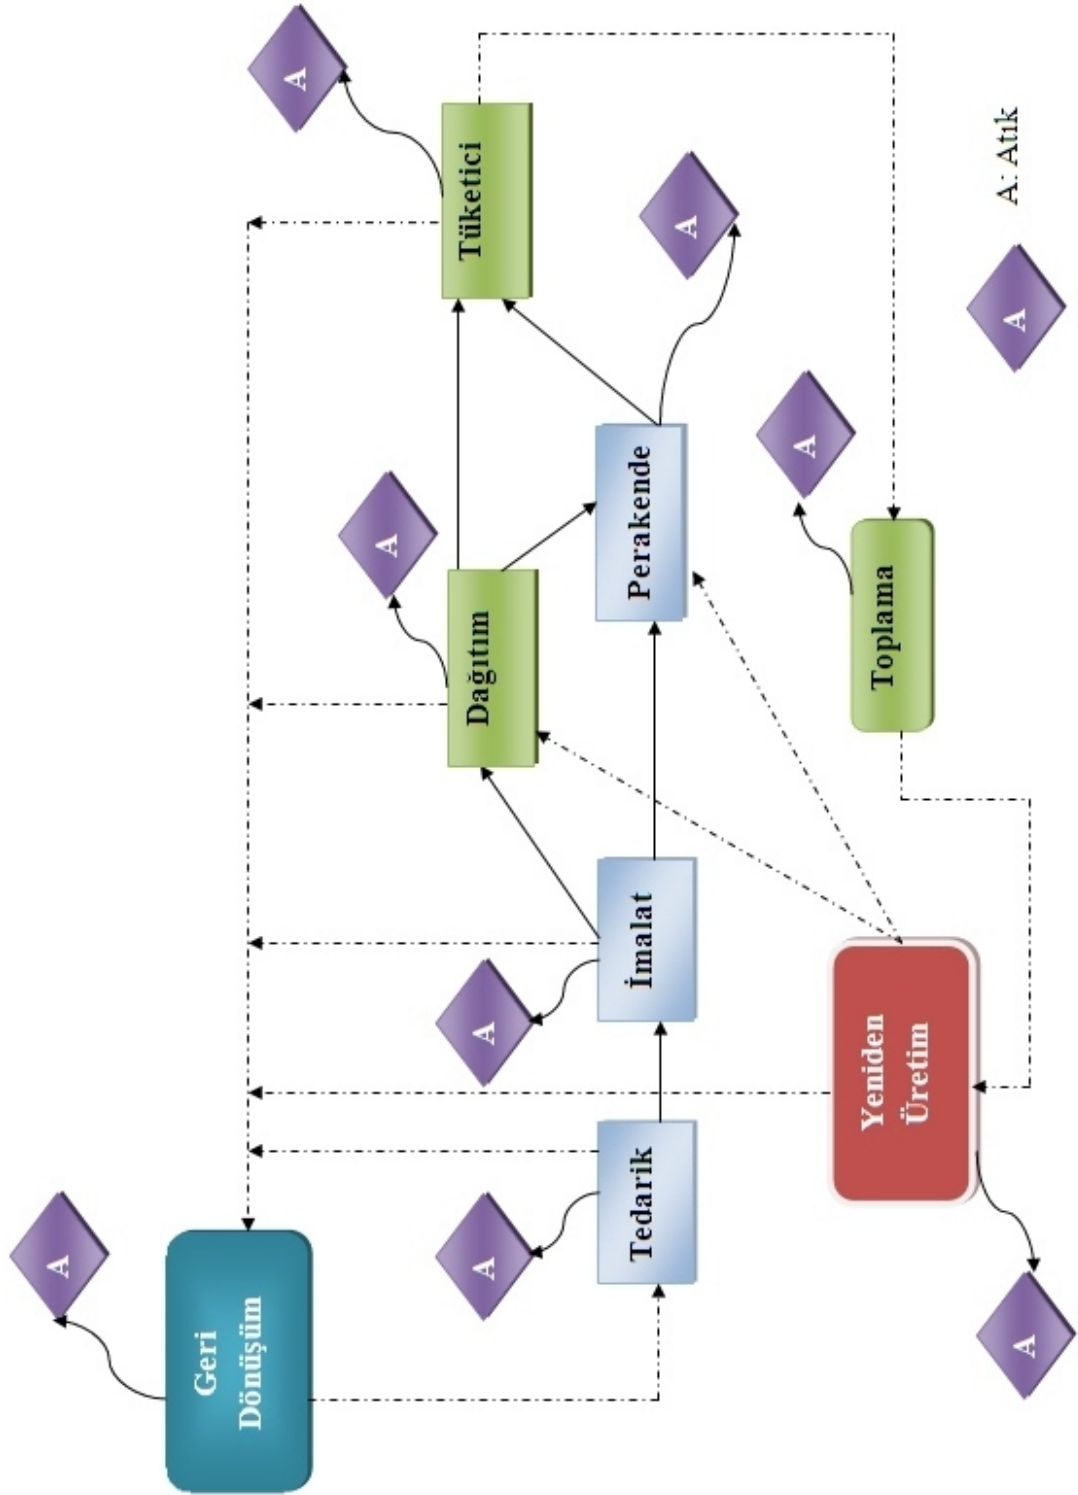 Geri
Dönüşüm
A
Tedarik
A
İmalat
A
Dağıtım
A
Perakende
A
Tüketici
A
Yeniden
Üretim
A
Toplama
A
A
A: Atık